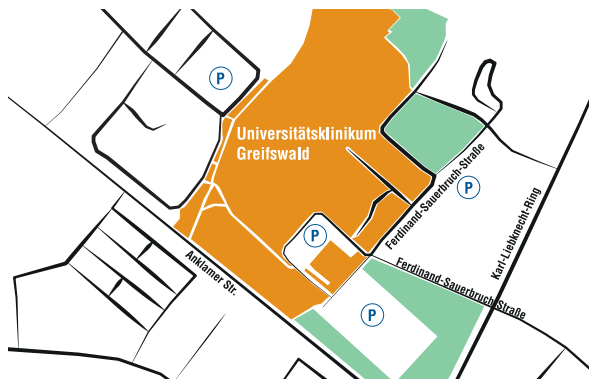 P
Universitätsklinikum
Greifswald
Ferdinand-Sauerbruch-Straße
P
Karl-Liebknecht-Ring
P
Anklamer Str.
Ferdinand-Sauerbruch Straße
P